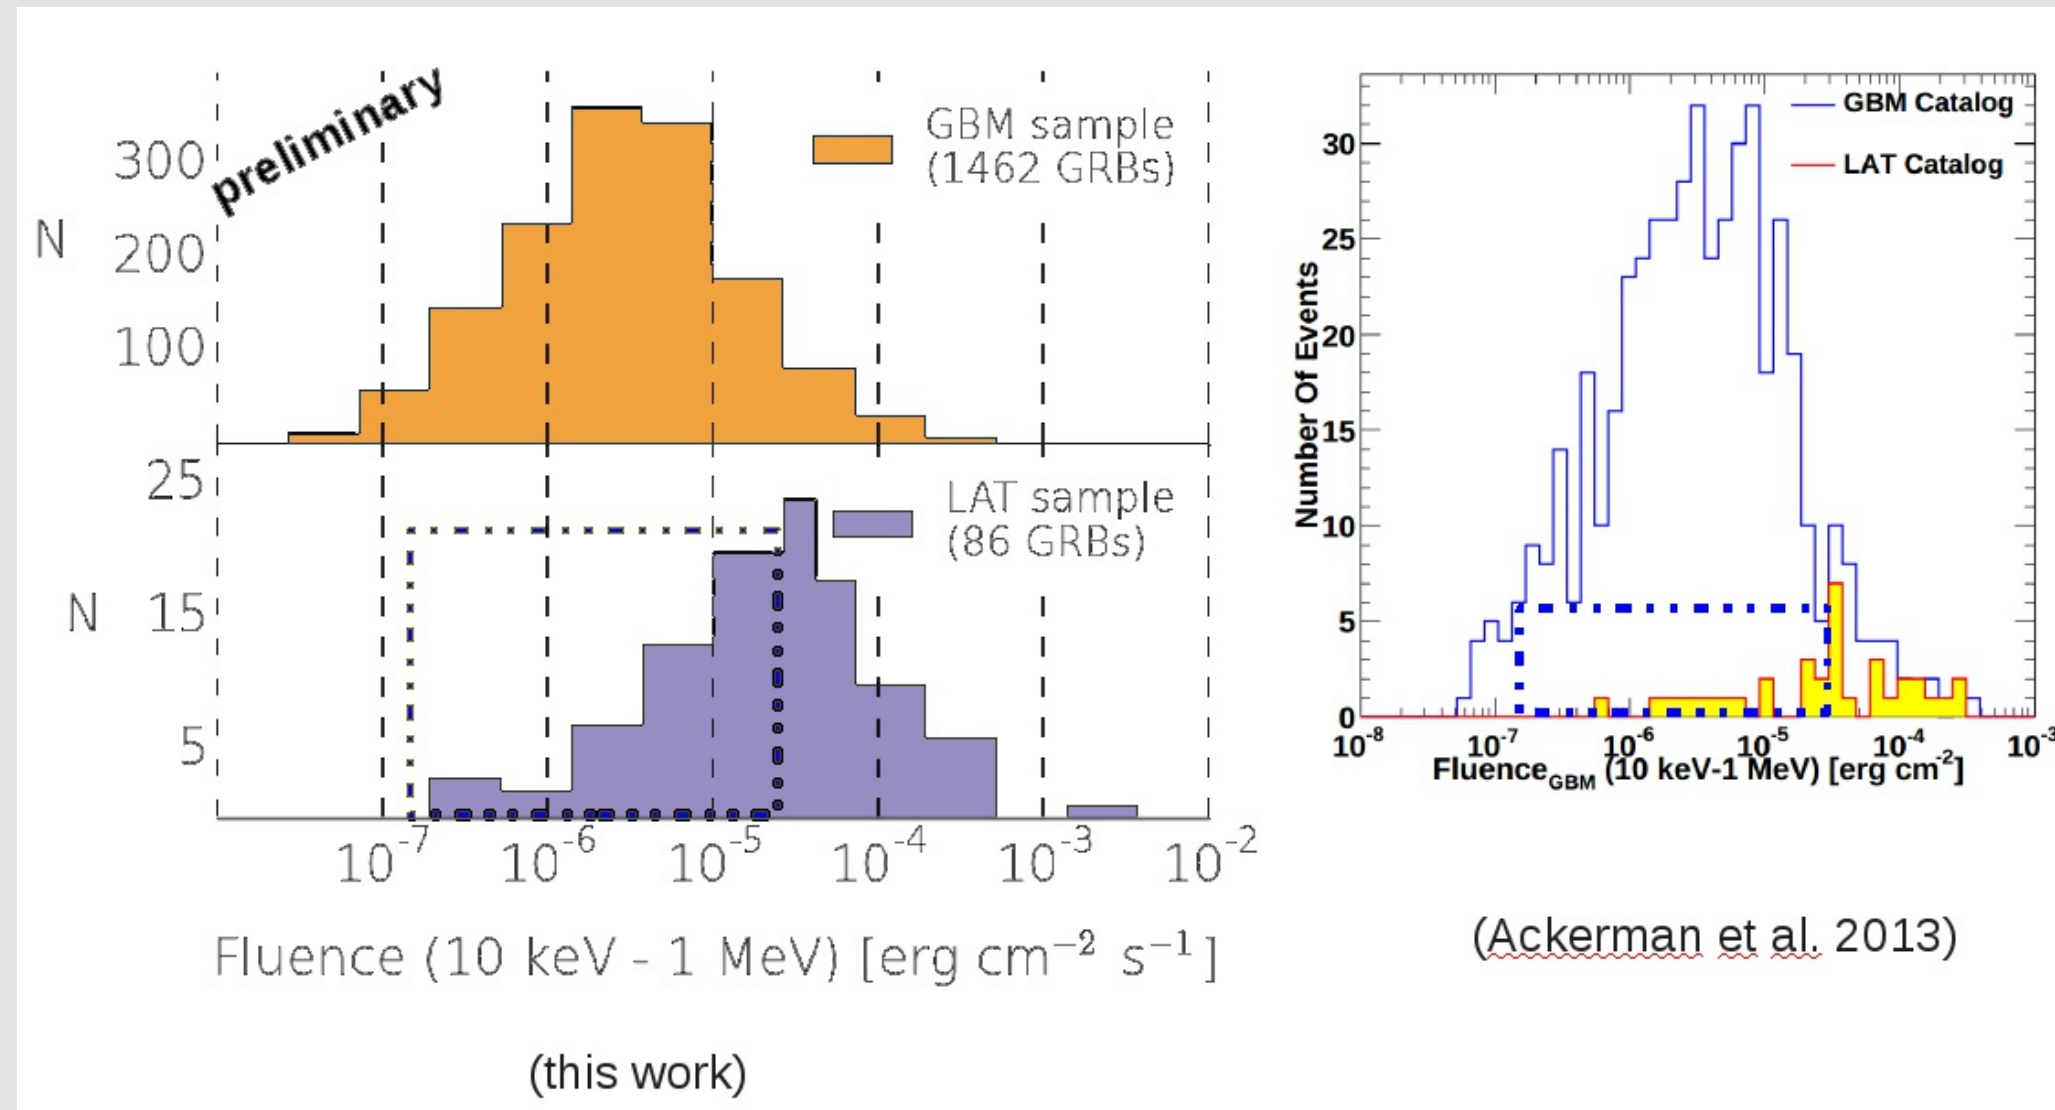 preliminary
300
N
200
100
GBM sample
(1462 GRBs)
25
N 15
5
LAT sample
(86 GRBs)
10^-7 10^-6 10^-5 10^-4 10^-3 10^-2
Fluence (10 keV - 1 MeV) [erg cm^−2 s^−1]
(this work)
GBM Catalog
LAT Catalog
Number Of Events
30
25
20
15
10
5
0
10^-8 10^-7 10^-6 10^-5 10^-4 10^-3
Fluence_GBM (10 keV-1 MeV) [erg cm^-2]
(Ackerman et al. 2013)